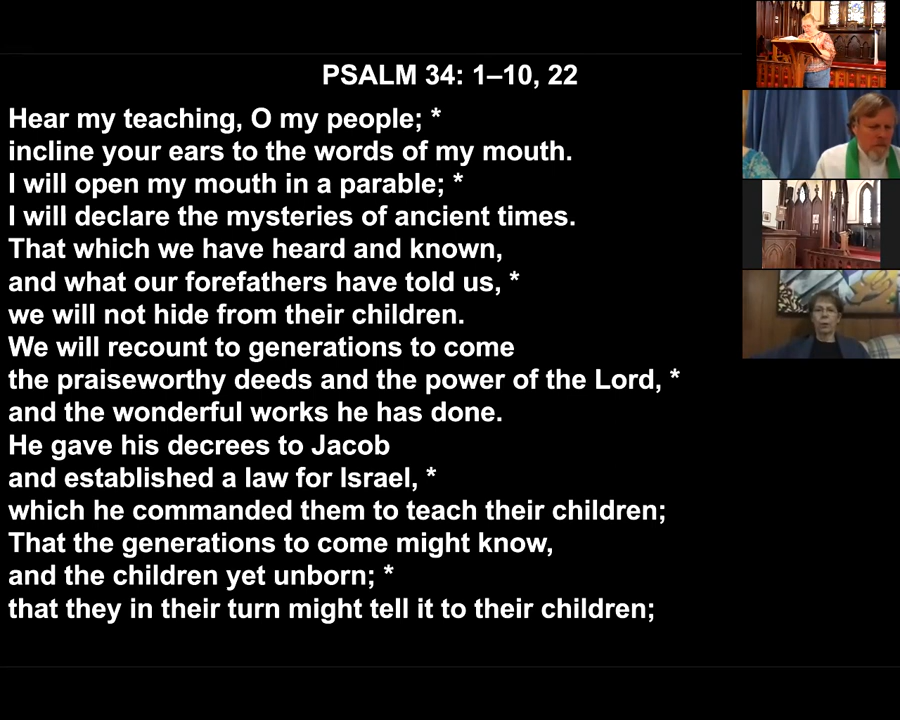 PSALM 34: 1–10, 22
Hear my teaching, O my people; *
incline your ears to the words of my mouth.
I will open my mouth in a parable; *
I will declare the mysteries of ancient times.
That which we have heard and known,
and what our forefathers have told us, *
we will not hide from their children.
We will recount to generations to come
the praiseworthy deeds and the power of the Lord, *
and the wonderful works he has done.
He gave his decrees to Jacob
and established a law for Israel, *
which he commanded them to teach their children;
That the generations to come might know,
and the children yet unborn; *
that they in their turn might tell it to their children;